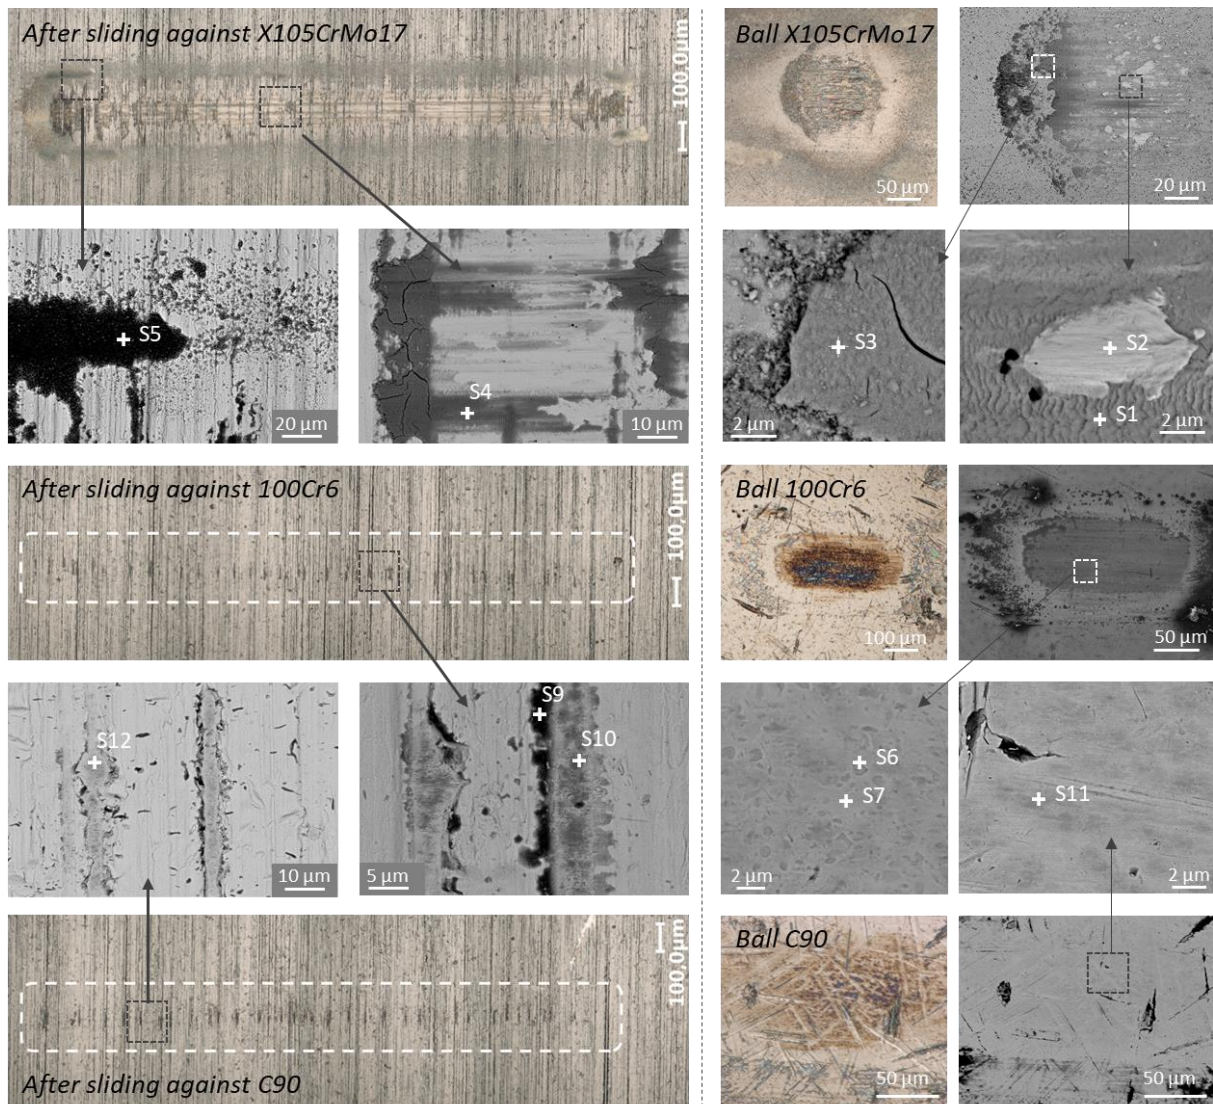 After sliding against X105CrMo17
100.0µm
Ball X105CrMo17
50 µm
20 µm
S5
20 µm
S4
10 µm
S3
2 µm
S2
S1
2 µm
After sliding against 100Cr6
100.0µm
Ball 100Cr6
100 µm
50 µm
S12
10 µm
S9
S10
5 µm
S6
S7
2 µm
S11
2 µm
100.0µm
After sliding against C90
Ball C90
50 µm
50 µm